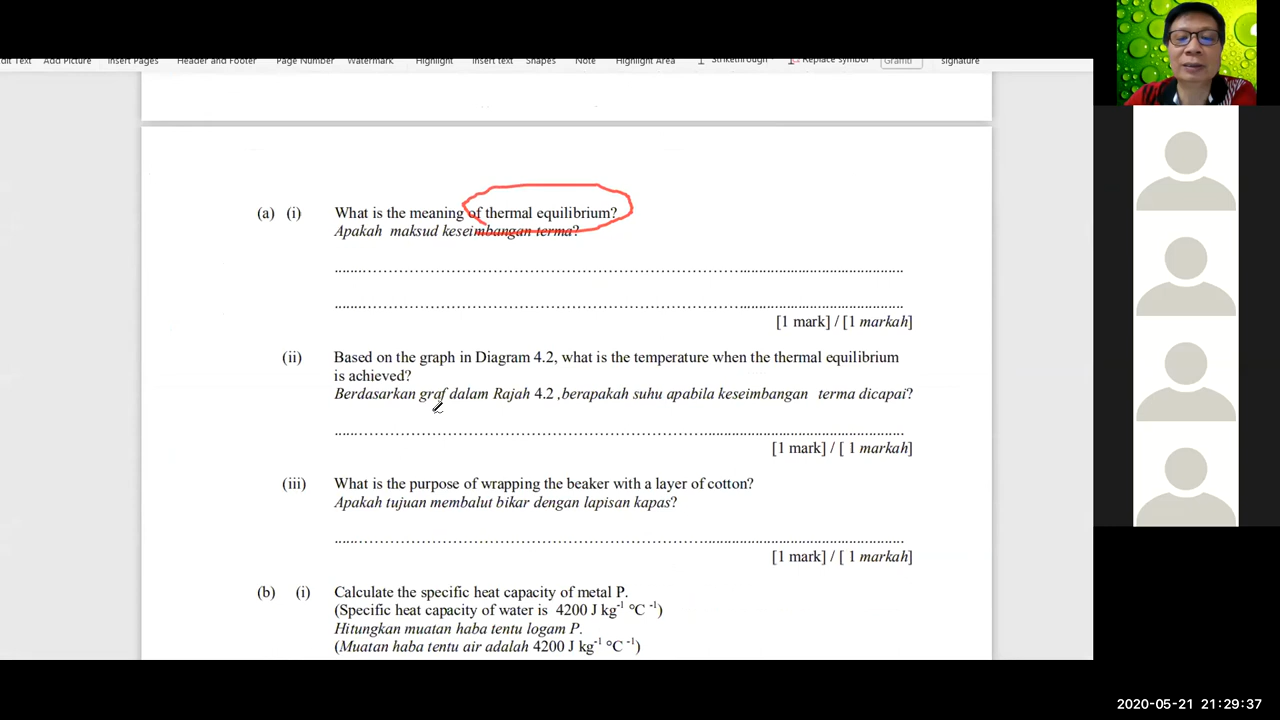 dit Text Add Picture Insert Pages Header and Footer Page Number Watermark Highlight Insert text Shapes Note Highlight Area Strikethrough Replace symbol Graffiti signature
(a) (i) What is the meaning of thermal equilibrium?
Apakah maksud keseimbangan terma?
[1 mark] / [1 markah]
(ii) Based on the graph in Diagram 4.2, what is the temperature when the thermal equilibrium
is achieved?
Berdasarkan graf dalam Rajah 4.2 ,berapakah suhu apabila keseimbangan terma dicapai?
[1 mark] / [ 1 markah]
(iii) What is the purpose of wrapping the beaker with a layer of cotton?
Apakah tujuan membalut bikar dengan lapisan kapas?
[1 mark] / [ 1 markah]
(b) (i) Calculate the specific heat capacity of metal P.
(Specific heat capacity of water is 4200 J kg⁻¹ °C ⁻¹)
Hitungkan muatan haba tentu logam P.
(Muatan haba tentu air adalah 4200 J kg⁻¹ °C ⁻¹)
2020-05-21 21:29:37